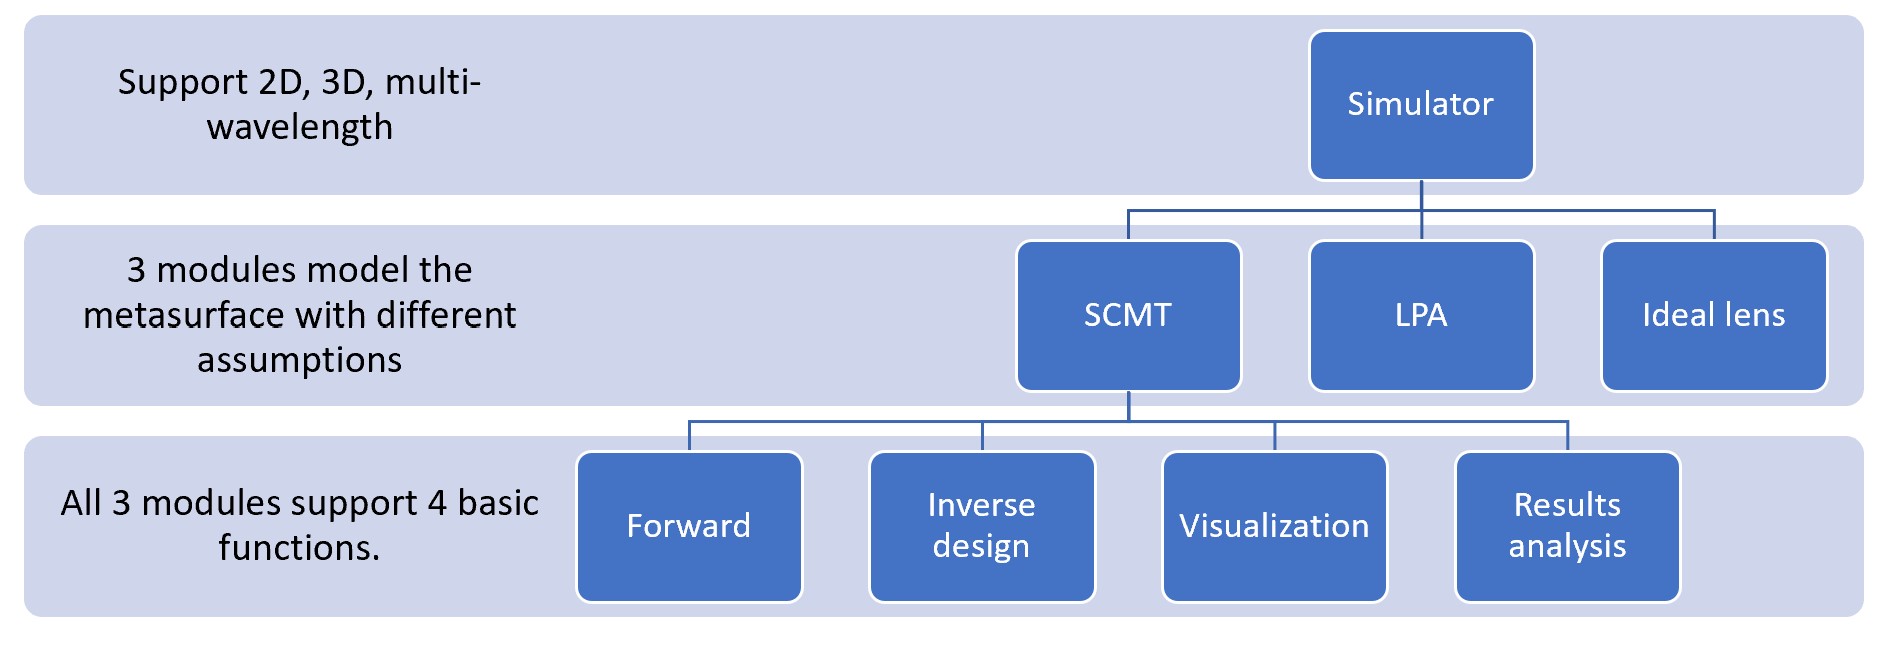 Support 2D, 3D, multi-
wavelength
Simulator
3 modules model the
metasurface with different
assumptions
SCMT
LPA
Ideal lens
All 3 modules support 4 basic
functions.
Forward
Inverse
design
Visualization
Results
analysis